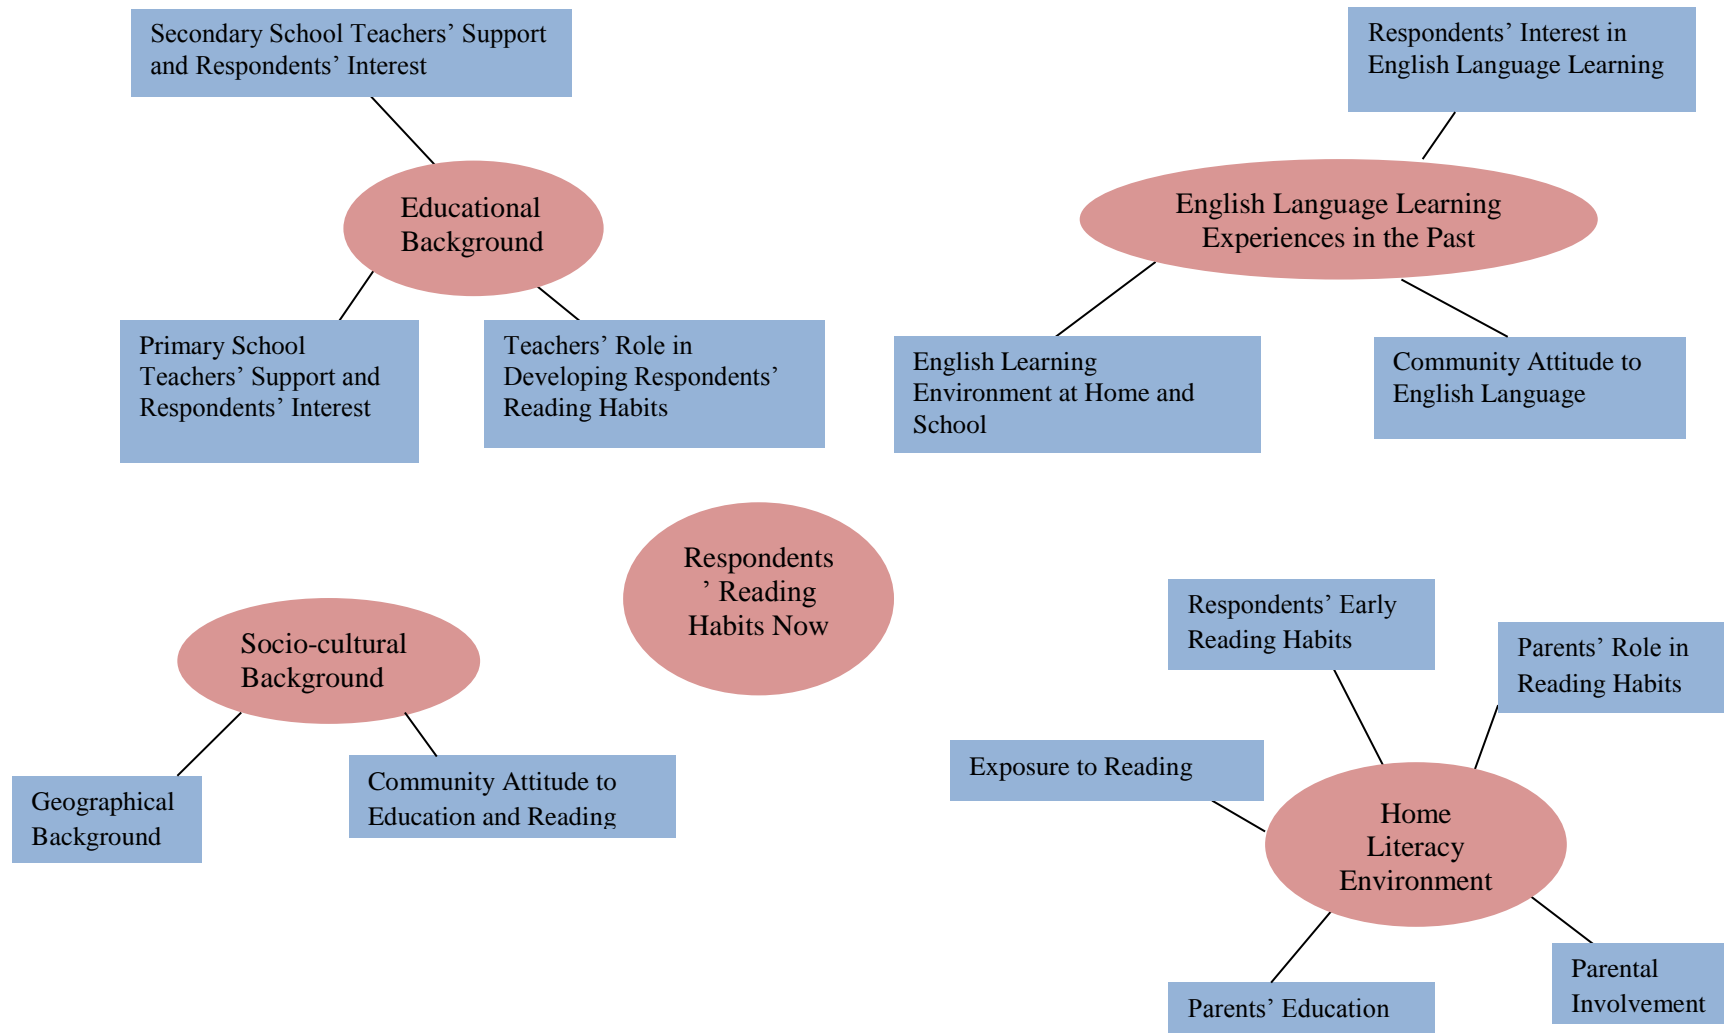 Secondary School Teachers’ Support
and Respondents’ Interest
Respondents’ Interest in
English Language Learning
Educational
Background
English Language Learning
Experiences in the Past
Primary School
Teachers’ Support and
Respondents’ Interest
Teachers’ Role in
Developing Respondents’
Reading Habits
English Learning
Environment at Home and
School
Community Attitude to
English Language
Respondents
’ Reading
Habits Now
Socio-cultural
Background
Geographical
Background
Community Attitude to
Education and Reading
Respondents’ Early
Reading Habits
Parents’ Role in
Reading Habits
Exposure to Reading
Home
Literacy
Environment
Parents’ Education
Parental
Involvement